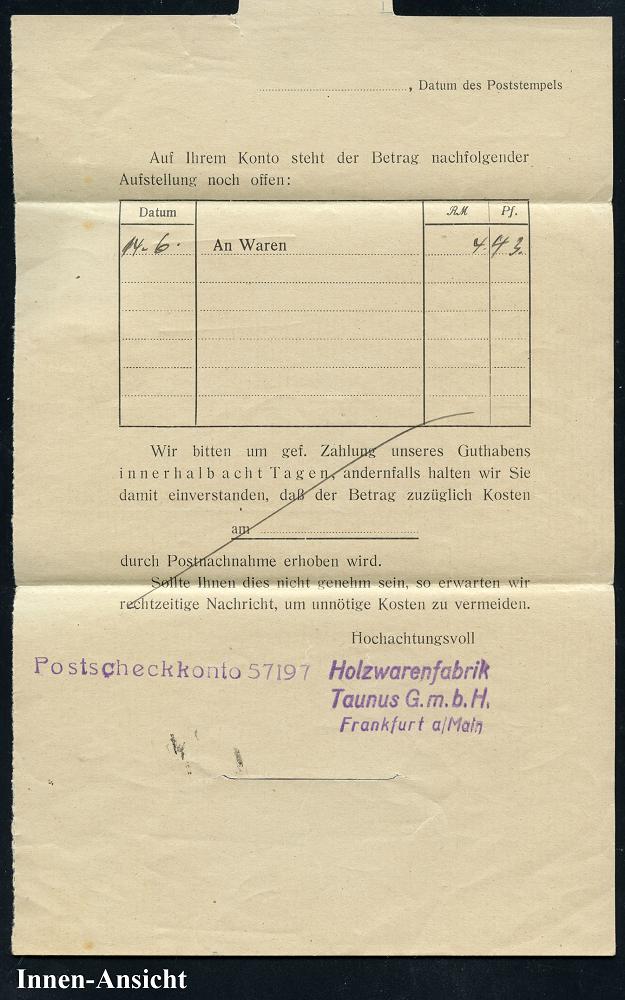 , Datum des Poststempels
Auf Ihrem Konto steht der Betrag nachfolgender
Aufstellung noch offen:
Datum RM Pf.
14. 6. An Waren 4 43.
Wir bitten um gef. Zahlung unseres Guthabens
innerhalb acht Tagen, andernfalls halten wir Sie
damit einverstanden, daß der Betrag zuzüglich Kosten
am
durch Postnachnahme erhoben wird.
Sollte Ihnen dies nicht genehm sein, so erwarten wir
rechtzeitige Nachricht, um unnötige Kosten zu vermeiden.
Hochachtungsvoll
Postscheckkonto 57197 Holzwarenfabrik
Taunus G.m.b.H.
Frankfurt a/Main
Innen-Ansicht